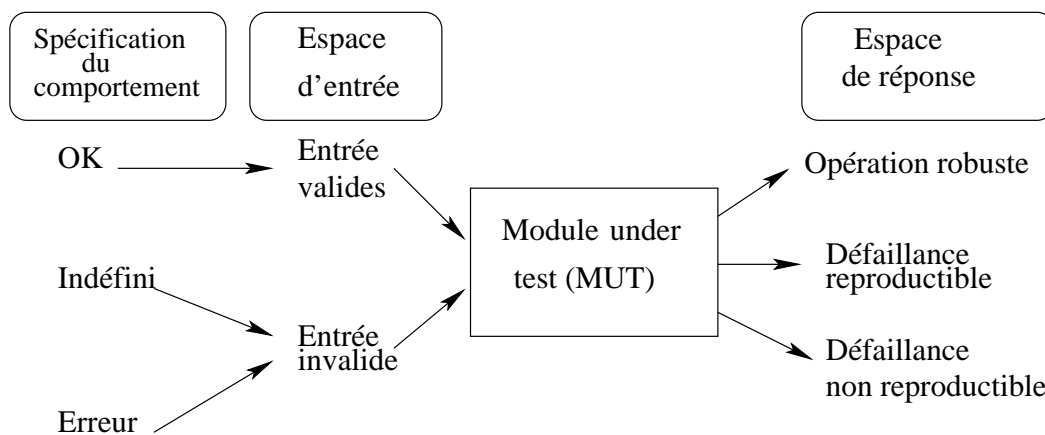 Spécification
du
comportement
Espace
d'entrée
Espace
de réponse
OK
Entrée
valides
Opération robuste
Module under
test (MUT)
Indéfini
Défaillance
reproductible
Entrée
invalide
Défaillance
non reproductible
Erreur